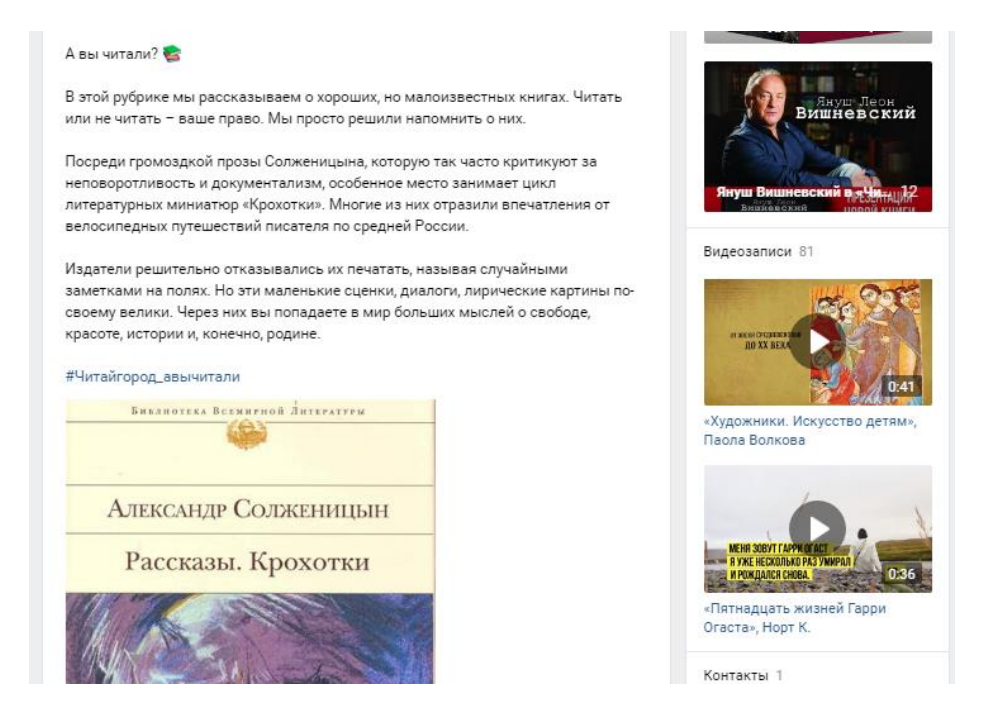 А вы читали? 📚
В этой рубрике мы рассказываем о хороших, но малоизвестных книгах. Читать
или не читать – ваше право. Мы просто решили напомнить о них.
Посреди громоздкой прозы Солженицына, которую так часто критикуют за
неповоротливость и документализм, особенное место занимает цикл
литературных миниатюр «Крохотки». Многие из них отразили впечатления от
велосипедных путешествий писателя по средней России.
Издатели решительно отказывались их печатать, называя случайными
заметками на полях. Но эти маленькие сценки, диалоги, лирические картины по-
своему велики. Через них вы попадаете в мир больших мыслей о свободе,
красоте, истории и, конечно, родине.
#Читайгород_авычитали
Библиотека Всемирной Литературы
Александр Солженицын
Рассказы. Крохотки
Януш Леон
Вишневский
Януш Вишневский в «Чи... 12
Януш Леон
Вишневский
ПРЕЗЕНТАЦИЯ
НОВОЙ КНИГИ
Видеозаписи 81
ДО XX ВЕКА
0:41
«Художники. Искусство детям»,
Паола Волкова
МЕНЯ ЗОВУТ ГАРРИ ОГАСТ
Я УЖЕ НЕСКОЛЬКО РАЗ УМИРАЛ
И РОЖДАЛСЯ СНОВА.
0:36
«Пятнадцать жизней Гарри
Огаста», Норт К.
Контакты 1